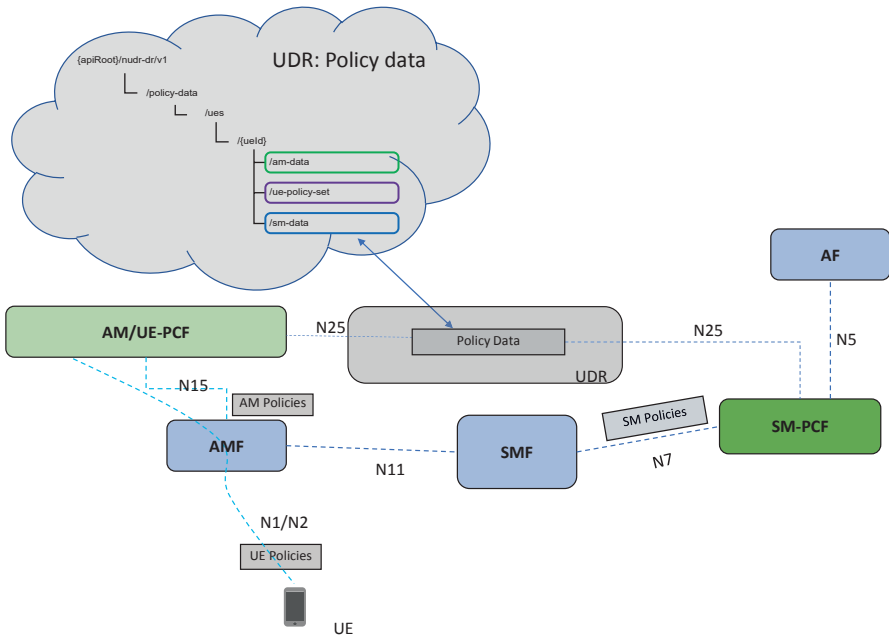 {apiRoot}/nudr-dr/v1
UDR: Policy data
/policy-data
/ues
/{ueId}
/am-data
/ue-policy-set
/sm-data
AF
AM/UE-PCF
N25
Policy Data
N25
N5
UDR
N15
AM Policies
SM Policies
AMF
SMF
SM-PCF
N11
N7
N1/N2
UE Policies
UE